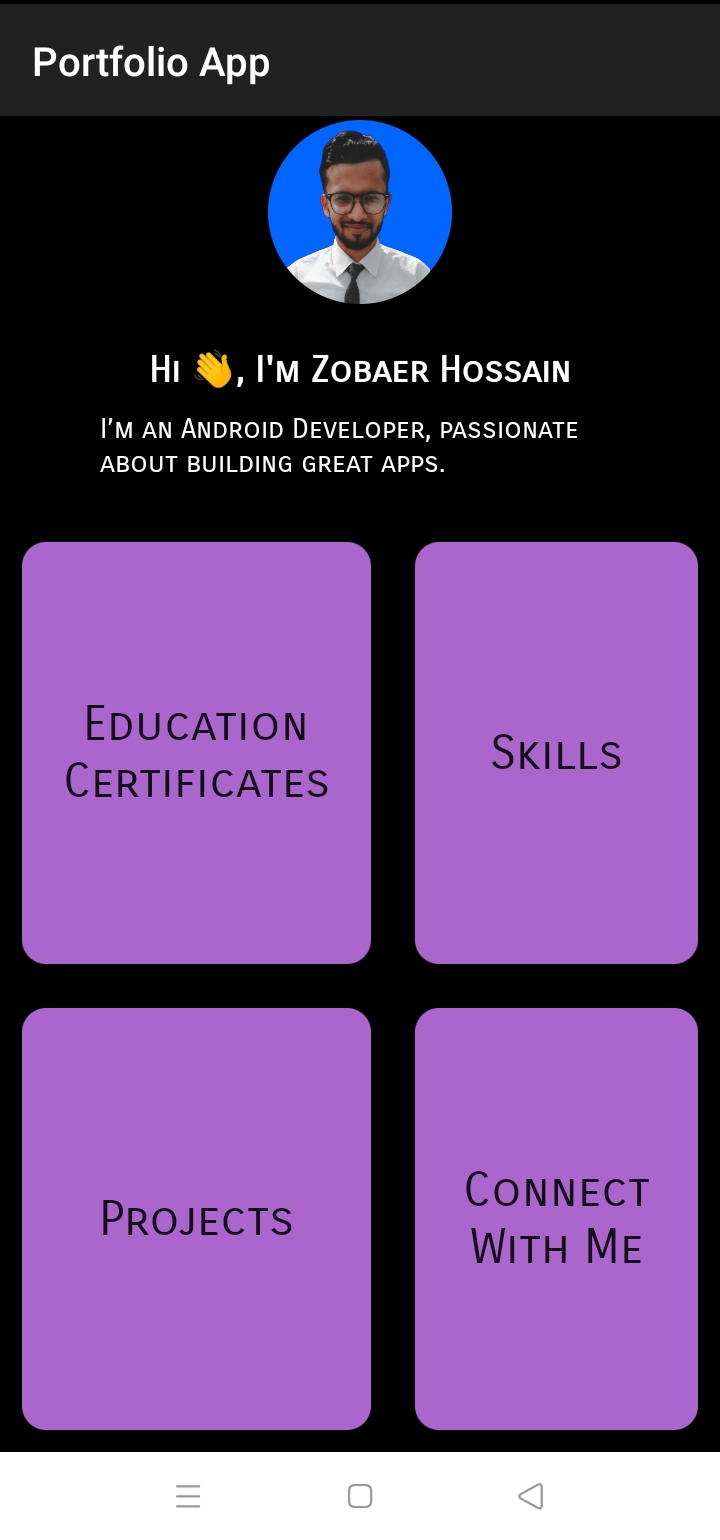 Portfolio App
Hi 👋, I'm Zobaer Hossain
I’m an Android Developer, passionate
about building great apps.
Education
Certificates
Skills
Projects
Connect
With Me